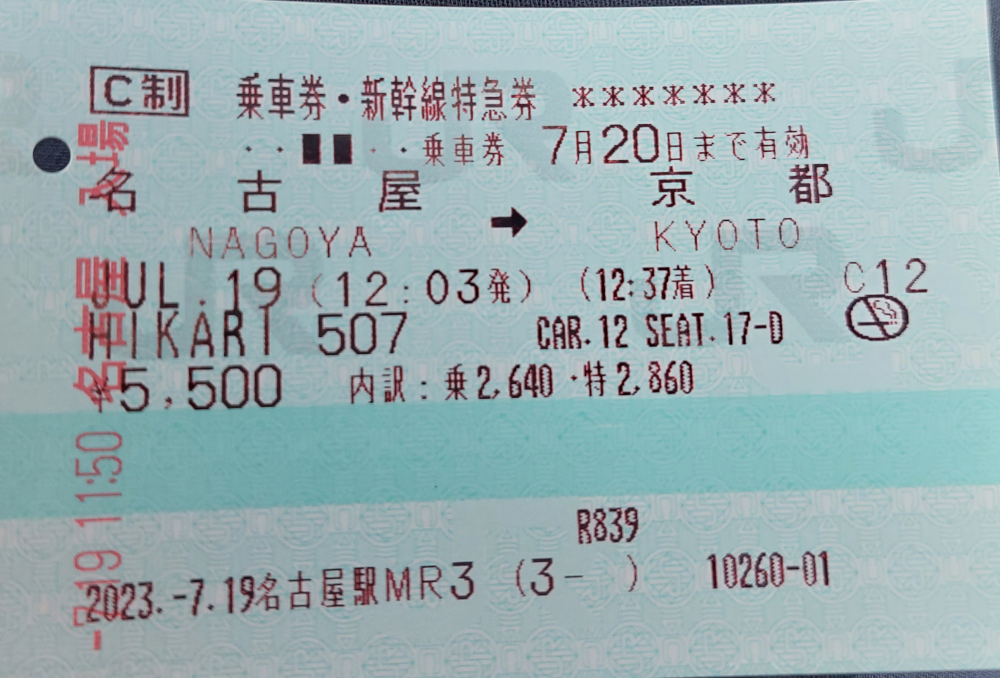 C制 乗車券・新幹線特急券 *******
・・■■・・乗車券 7月20日まで有効
名古屋 → 京都
NAGOYA KYOTO
JUL.19 (12:03発) (12:37着) C12
HIKARI 507 CAR.12 SEAT.17-D
¥5,500 内訳:乗2,640・特2,860
R839
2023.-7.19名古屋駅MR3 (3- ) 10260-01
-7.19 11:50 名古屋 入場